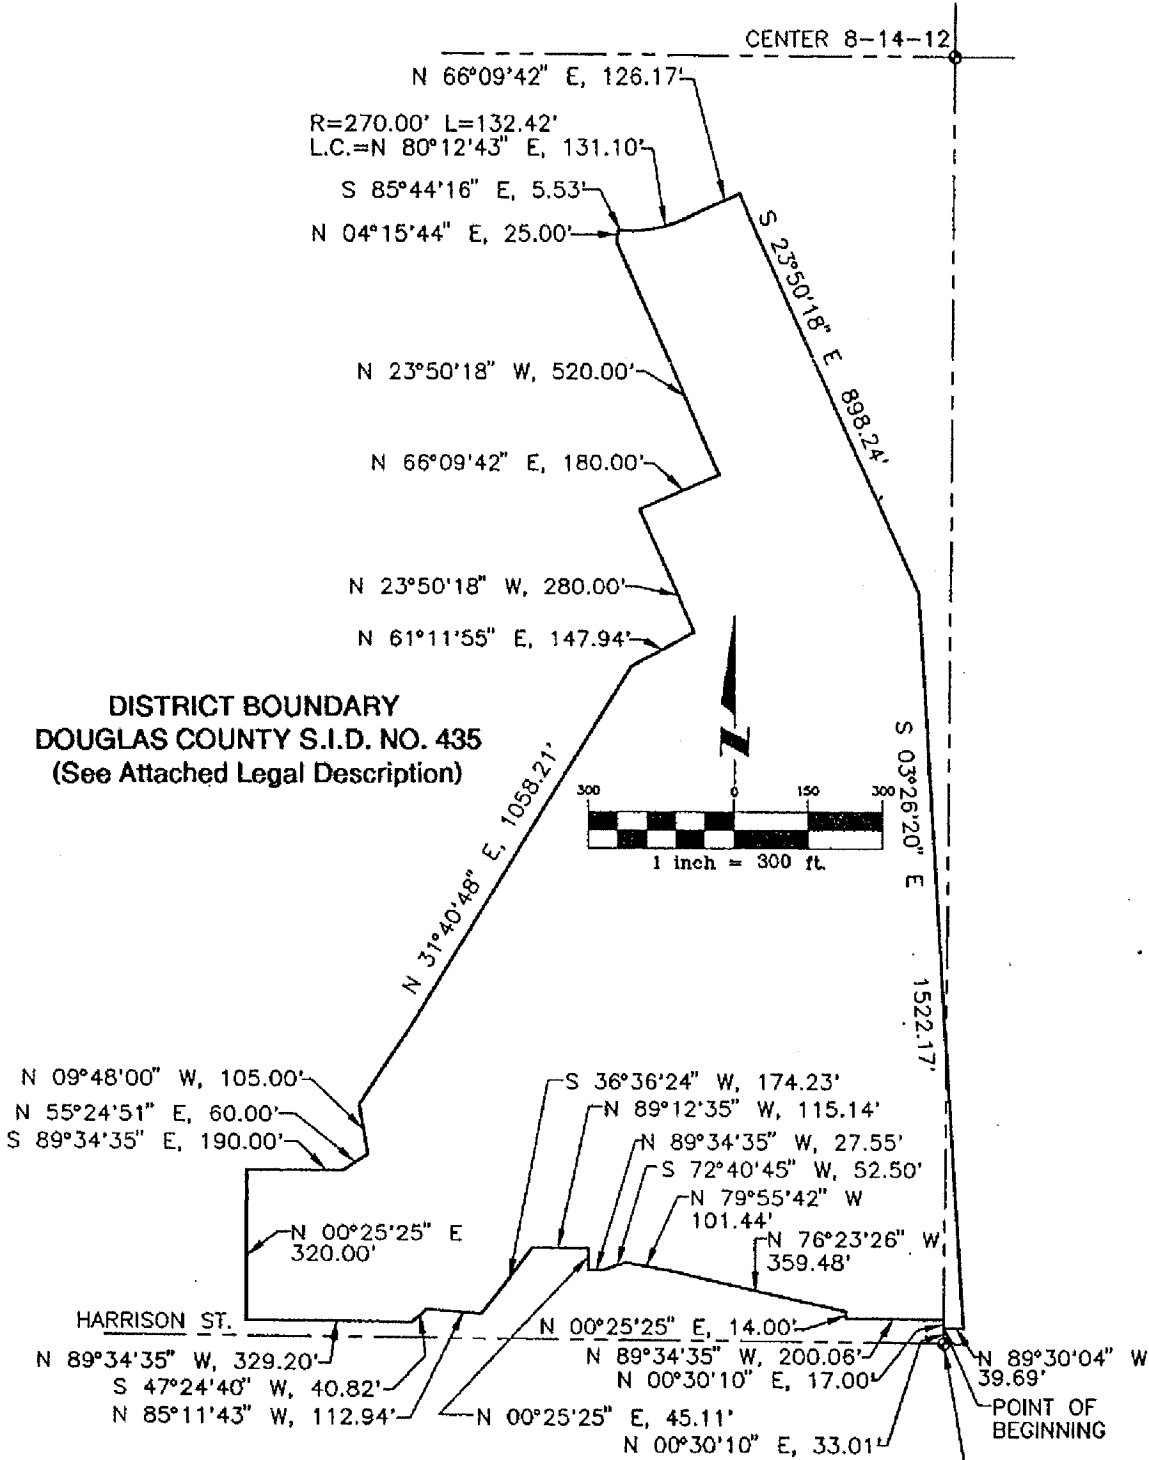 CENTER 8-14-12
N 66°09'42" E, 126.17'
R=270.00' L=132.42'
L.C.=N 80°12'43" E, 131.10'
S 85°44'16" E, 5.53'
N 04°15'44" E, 25.00'
S 23°50'18" E 898.24'
N 23°50'18" W, 520.00'
N 66°09'42" E, 180.00'
N 23°50'18" W, 280.00'
N 61°11'55" E, 147.94'
DISTRICT BOUNDARY
DOUGLAS COUNTY S.I.D. NO. 435
(See Attached Legal Description)
Z
300 0 150 300
1 inch = 300 ft.
S 03°26'20" E 1522.17'
N 31°40'48" E, 1058.21'
N 09°48'00" W, 105.00'
N 55°24'51" E, 60.00'
S 89°34'35" E, 190.00'
S 36°36'24" W, 174.23'
N 89°12'35" W, 115.14'
N 89°34'35" W, 27.55'
S 72°40'45" W, 52.50'
N 79°55'42" W
101.44'
N 76°23'26" W
359.48'
N 00°25'25" E
320.00'
HARRISON ST.
N 00°25'25" E, 14.00'
N 89°34'35" W, 329.20'
N 89°34'35" W, 200.06'
N 89°30'04" W
39.69'
S 47°24'40" W, 40.82'
N 00°30'10" E, 17.00'
N 85°11'43" W, 112.94'
N 00°25'25" E, 45.11'
POINT OF
BEGINNING
N 00°30'10" E, 33.01'